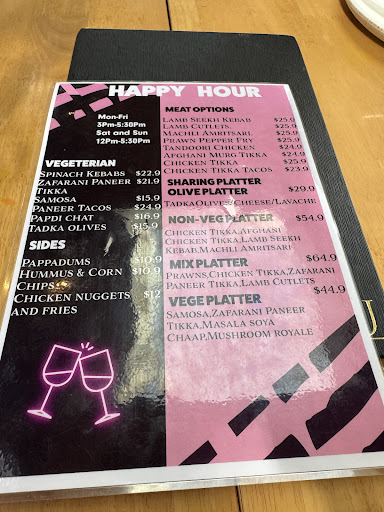 HAPPY HOUR
Mon-Fri
3Pm-5:30Pm
Sat and Sun
12Pm-5:30Pm
VEGETERIAN
SPINACH KEBABS $22.9
ZAFARANI PANEER $21.9
TIKKA
SAMOSA $15.9
PANEER TACOS $24.9
PAPDI CHAT $16.9
TADKA OLIVES $15.9
SIDES
PAPPADUMS $10.9
HUMMUS & CORN $10.9
CHIPS
CHICKEN NUGGETS $12
AND FRIES
MEAT OPTIONS
LAMB SEEKH KEBAB $25.9
LAMB CUTLETS. $25.9
MACHLI AMRITSARI $25.9
PRAWN PEPPER FRY $25.9
TANDOORI CHICKEN $24.9
AFGHANI MURG TIKKA $24.9
CHICKEN TIKKA $25.9
CHICKEN TIKKA TACOS $23.9
SHARING PLATTER
OLIVE PLATTER $29.9
TADKAOLIVES/CHEESE/LAVACHE
NON-VEG PLATTER $54.9
CHICKEN TIKKA,AFGHANI
CHICKEN TIKKA,LAMB SEEKH
KEBAB,MACHLI AMRITSARI
MIX PLATTER $64.9
PRAWNS,CHICKEN TIKKA,ZAFARANI
PANEER TIKKA,LAMB CUTLETS
VEGE PLATTER $44.9
SAMOSA,ZAFARANI PANEER
TIKKA,MASALA SOYA
CHAAP,MUSHROOM ROYALE